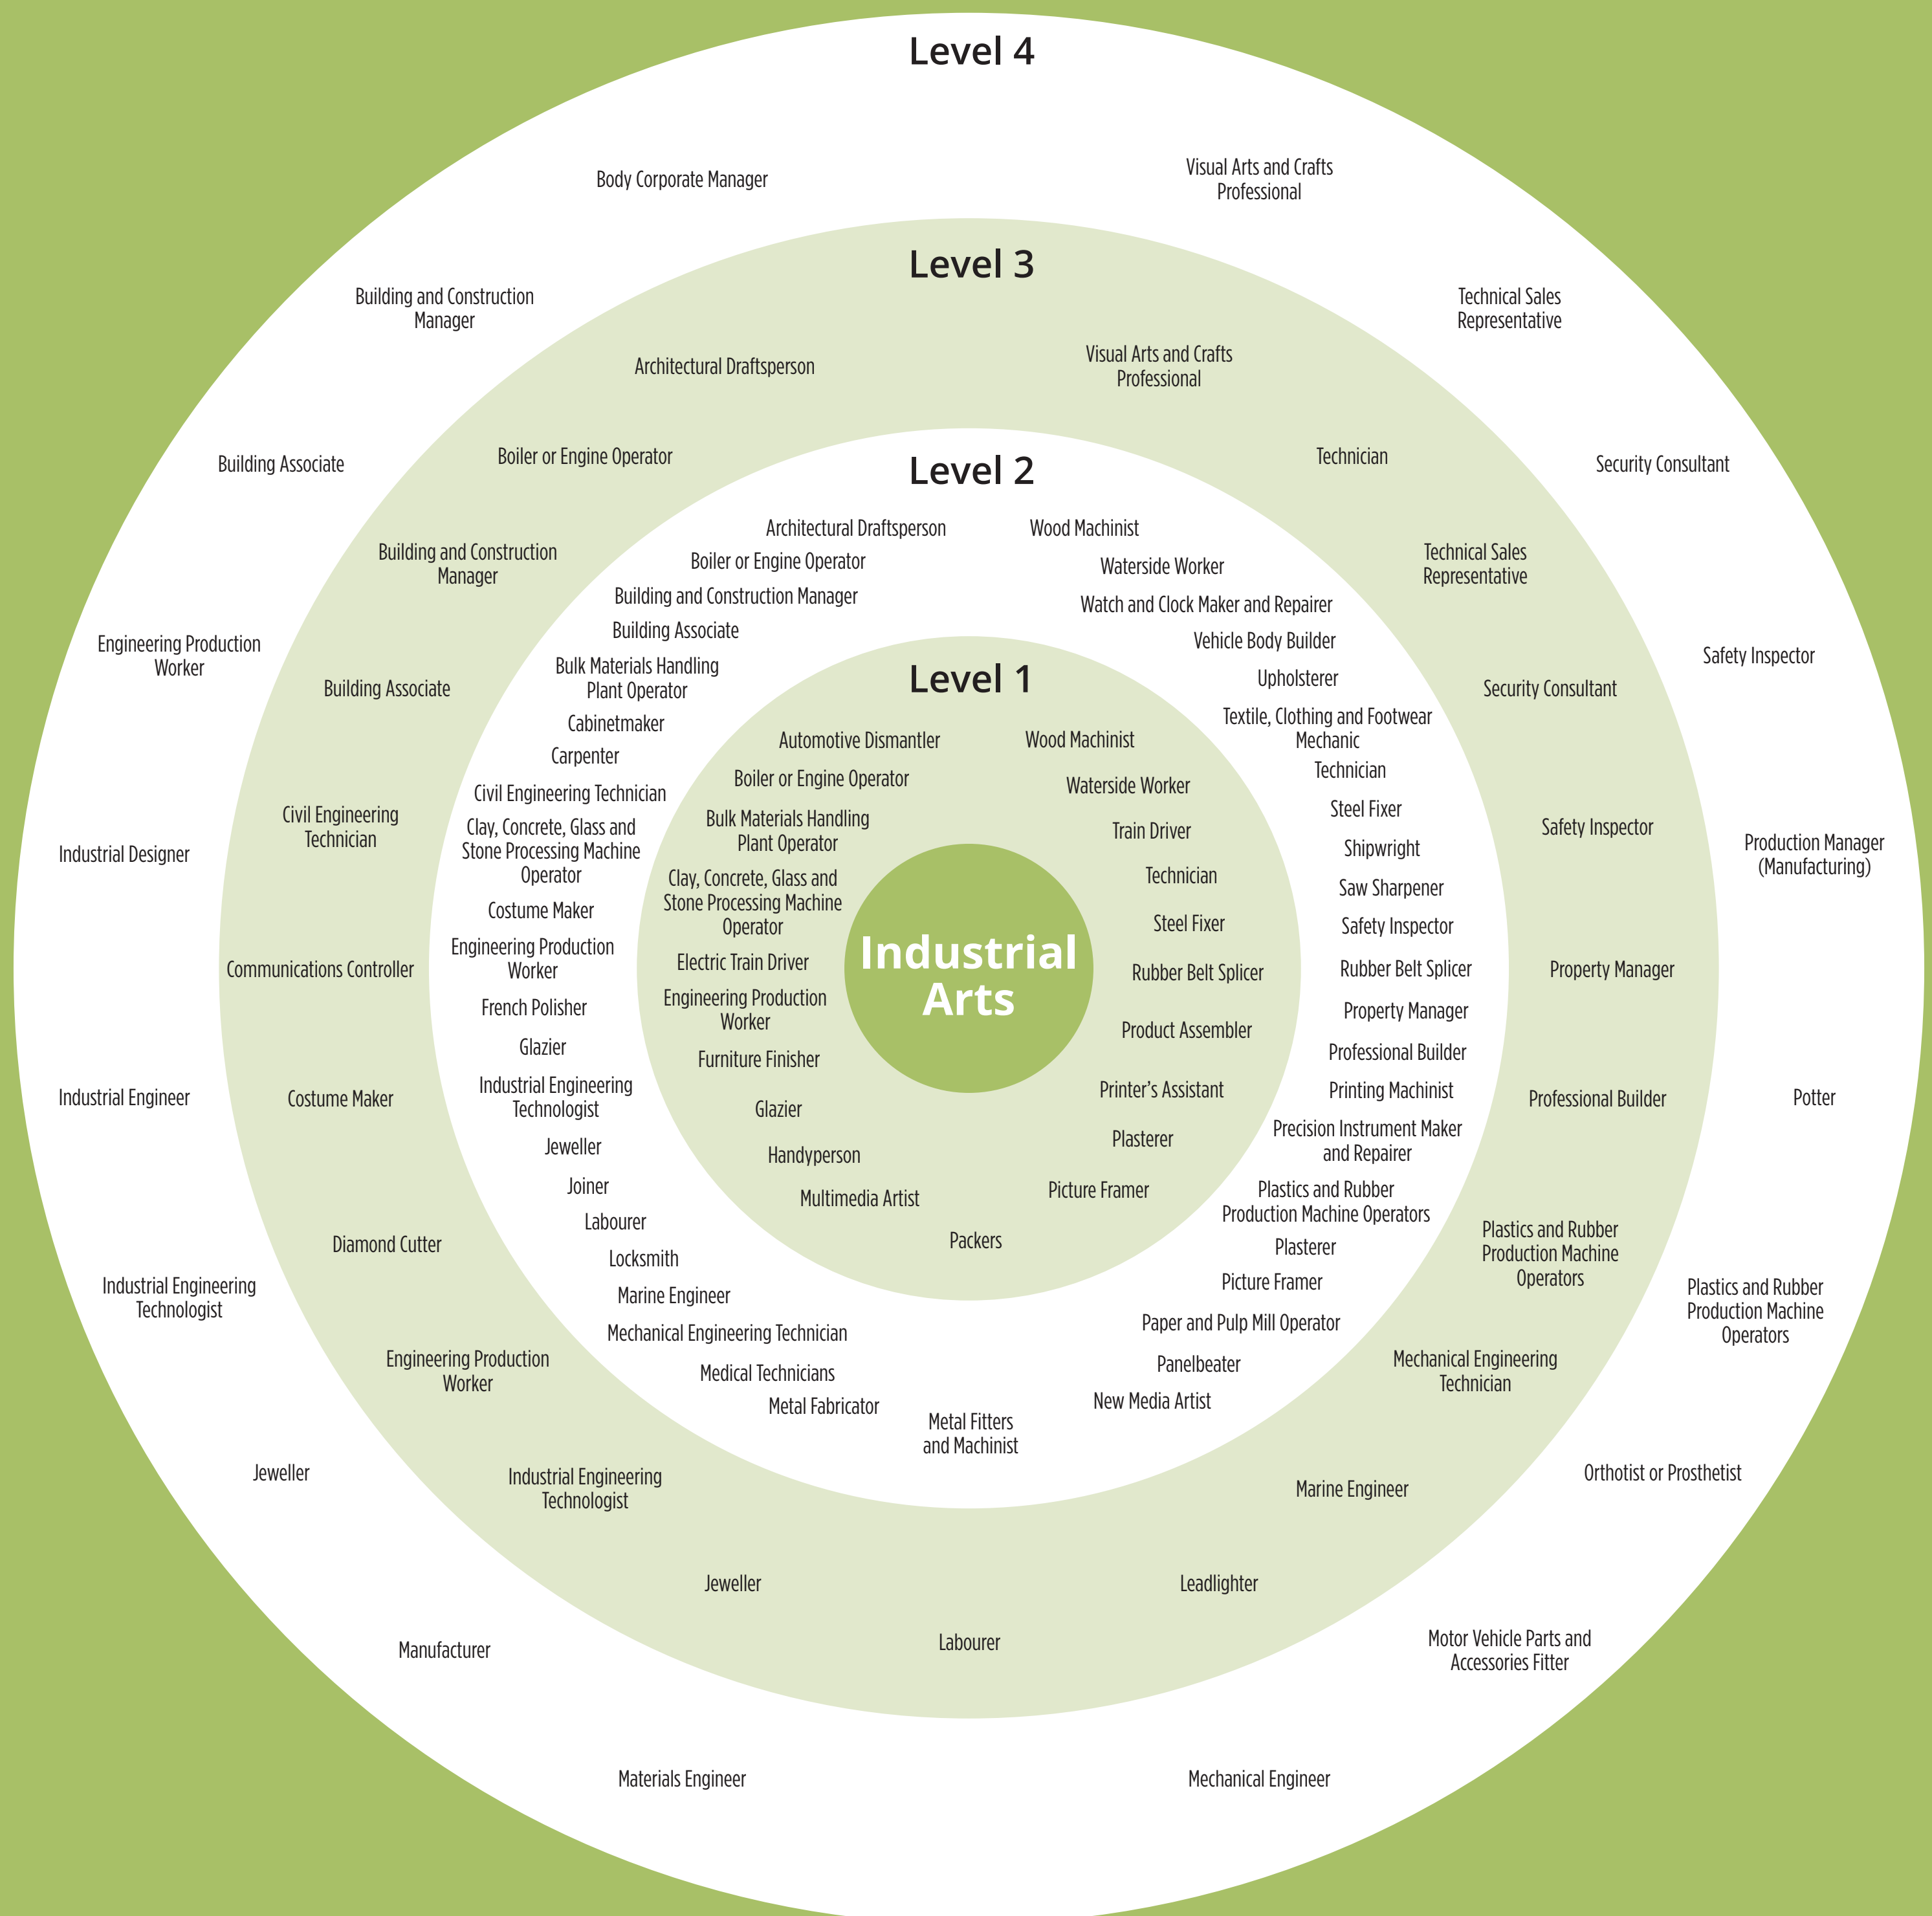 Level 4
Body Corporate Manager
Visual Arts and Crafts
Professional
Building and Construction
Manager
Technical Sales
Representative
Building Associate
Security Consultant
Engineering Production
Worker
Safety Inspector
Industrial Designer
Production Manager
(Manufacturing)
Industrial Engineer
Potter
Industrial Engineering
Technologist
Plastics and Rubber
Production Machine
Operators
Jeweller
Orthotist or Prosthetist
Manufacturer
Motor Vehicle Parts and
Accessories Fitter
Materials Engineer
Mechanical Engineer
Level 3
Architectural Draftsperson
Visual Arts and Crafts
Professional
Boiler or Engine Operator
Technician
Building and Construction
Manager
Technical Sales
Representative
Building Associate
Security Consultant
Civil Engineering
Technician
Safety Inspector
Communications Controller
Property Manager
Costume Maker
Professional Builder
Diamond Cutter
Plastics and Rubber
Production Machine
Operators
Engineering Production
Worker
Mechanical Engineering
Technician
Industrial Engineering
Technologist
Marine Engineer
Jeweller
Leadlighter
Labourer
Level 2
Architectural Draftsperson
Boiler or Engine Operator
Building and Construction Manager
Building Associate
Bulk Materials Handling
Plant Operator
Cabinetmaker
Carpenter
Civil Engineering Technician
Clay, Concrete, Glass and
Stone Processing Machine
Operator
Costume Maker
Engineering Production
Worker
French Polisher
Glazier
Industrial Engineering
Technologist
Jeweller
Joiner
Labourer
Locksmith
Marine Engineer
Mechanical Engineering Technician
Medical Technicians
Metal Fabricator
Metal Fitters
and Machinist
Wood Machinist
Waterside Worker
Watch and Clock Maker and Repairer
Vehicle Body Builder
Upholsterer
Textile, Clothing and Footwear
Mechanic
Technician
Steel Fixer
Shipwright
Saw Sharpener
Safety Inspector
Rubber Belt Splicer
Property Manager
Professional Builder
Printing Machinist
Precision Instrument Maker
and Repairer
Plastics and Rubber
Production Machine Operators
Plasterer
Picture Framer
Paper and Pulp Mill Operator
Panelbeater
New Media Artist
Level 1
Automotive Dismantler
Boiler or Engine Operator
Bulk Materials Handling
Plant Operator
Clay, Concrete, Glass and
Stone Processing Machine
Operator
Electric Train Driver
Engineering Production
Worker
Furniture Finisher
Glazier
Handyperson
Multimedia Artist
Packers
Wood Machinist
Waterside Worker
Train Driver
Technician
Steel Fixer
Rubber Belt Splicer
Product Assembler
Printer’s Assistant
Plasterer
Picture Framer
Industrial
Arts